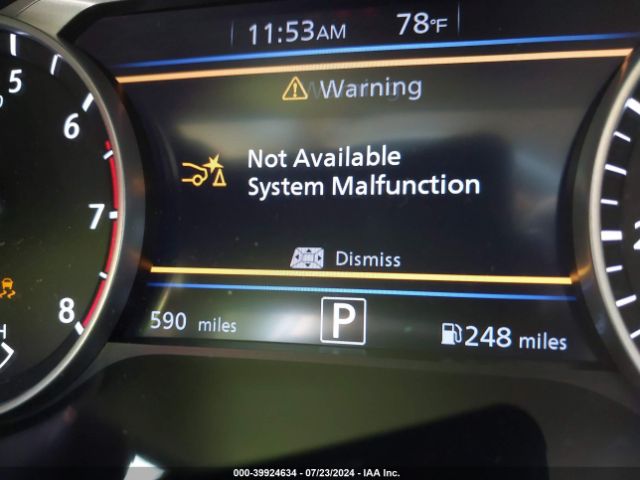 11:53AM 78°F
5
6
7
8
Warning
Not Available
System Malfunction
Dismiss
590 miles
P
248 miles
000-39924634 - 07/23/2024 - IAA Inc.